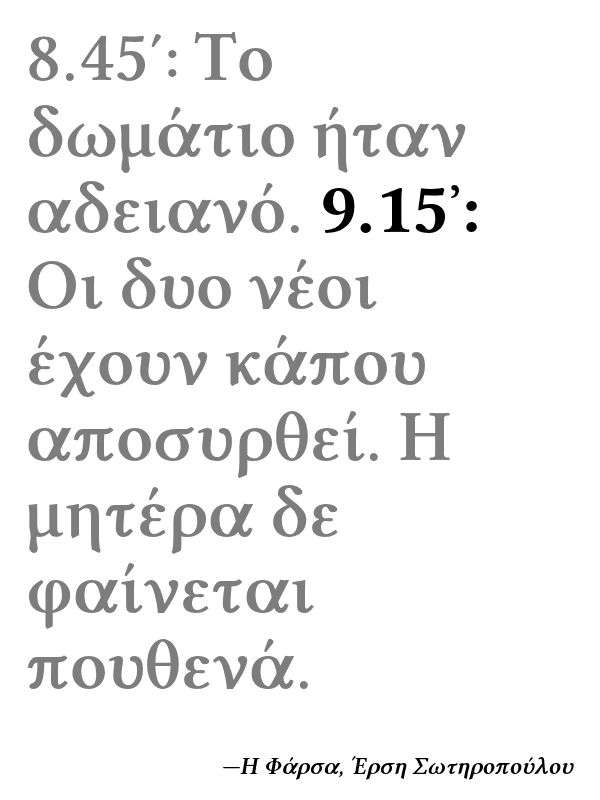 8.45′: Το
δωμάτιο ήταν
αδειανό. 9.15’:
Οι δυο νέοι
έχουν κάπου
αποσυρθεί. Η
μητέρα δε
φαίνεται
πουθενά.
—Η Φάρσα, Έρση Σωτηροπούλου